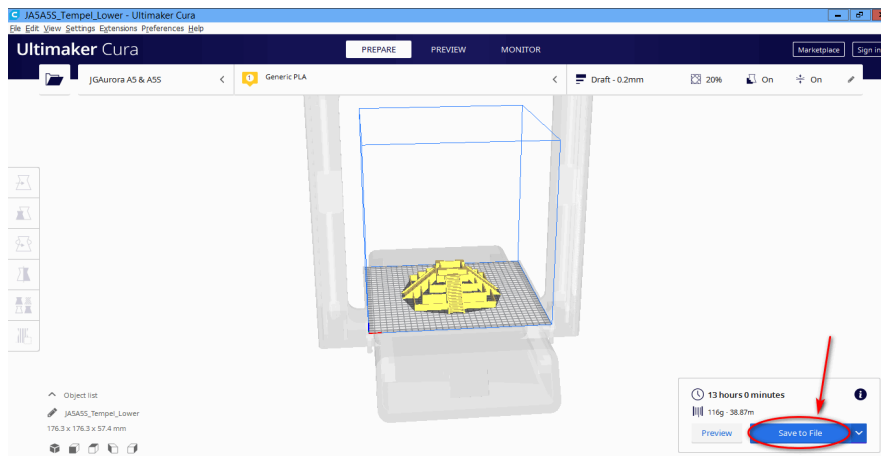 JA5A5S_Tempel_Lower - Ultimaker Cura
File Edit View Settings Extensions Preferences Help
Ultimaker Cura
PREPARE PREVIEW MONITOR
Marketplace Sign in
JGAurora A5 & A5S
1 Generic PLA
Draft - 0.2mm 20% On On
Object list
JA5A5S_Tempel_Lower
176.3 x 176.3 x 57.4 mm
13 hours 0 minutes
116g · 38.87m
Preview Save to File